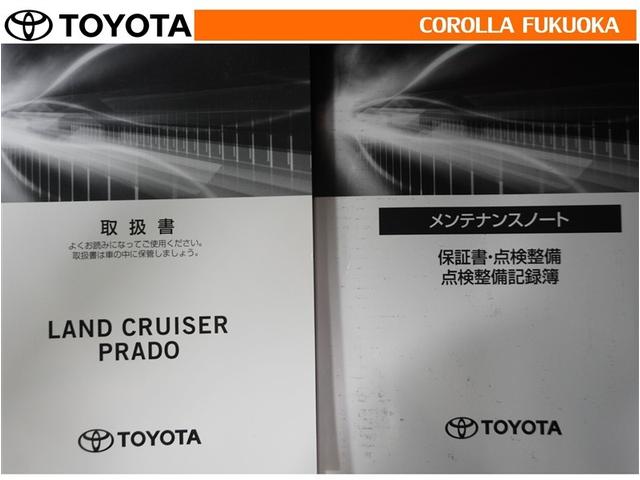 TOYOTA
COROLLA FUKUOKA
取扱書
よくお読みになってご使用ください。
取扱書は車の中に保管しましょう。
LAND CRUISER
PRADO
TOYOTA
メンテナンスノート
保証書・点検整備
点検整備記録簿
TOYOTA